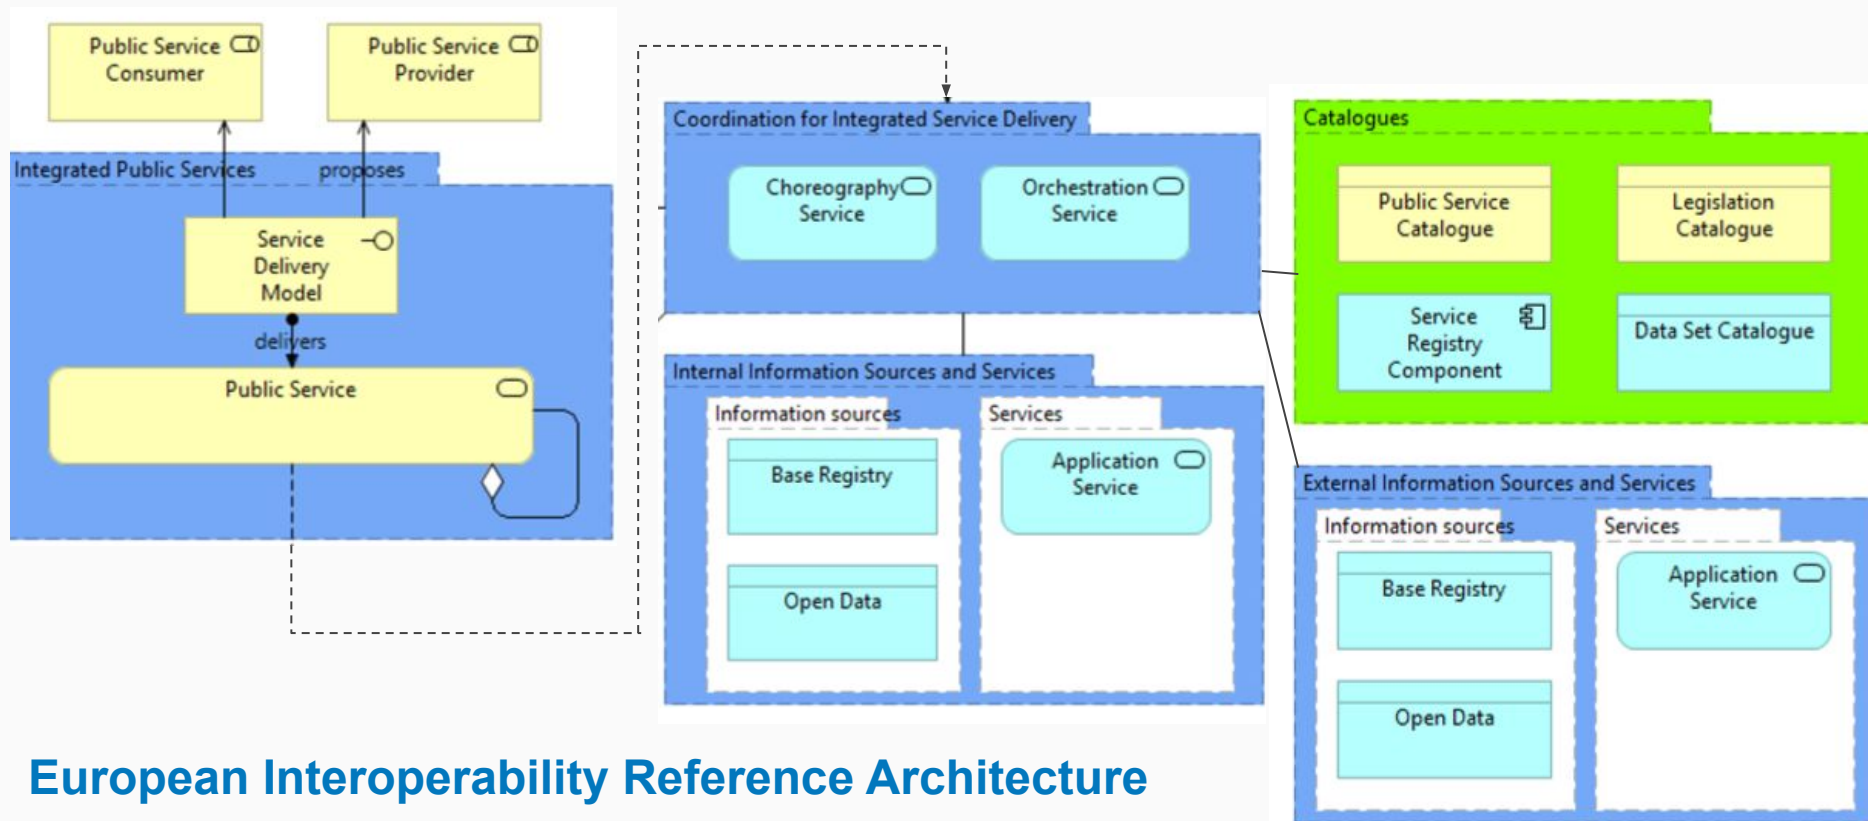 Public Service
Consumer
Public Service
Provider
Integrated Public Services
proposes
Service
Delivery
Model
delivers
Public Service
Coordination for Integrated Service Delivery
Choreography
Service
Orchestration
Service
Internal Information Sources and Services
Information sources
Services
Base Registry
Application
Service
Open Data
Catalogues
Public Service
Catalogue
Legislation
Catalogue
Service
Registry
Component
Data Set Catalogue
External Information Sources and Services
Information sources
Services
Base Registry
Application
Service
Open Data
European Interoperability Reference Architecture